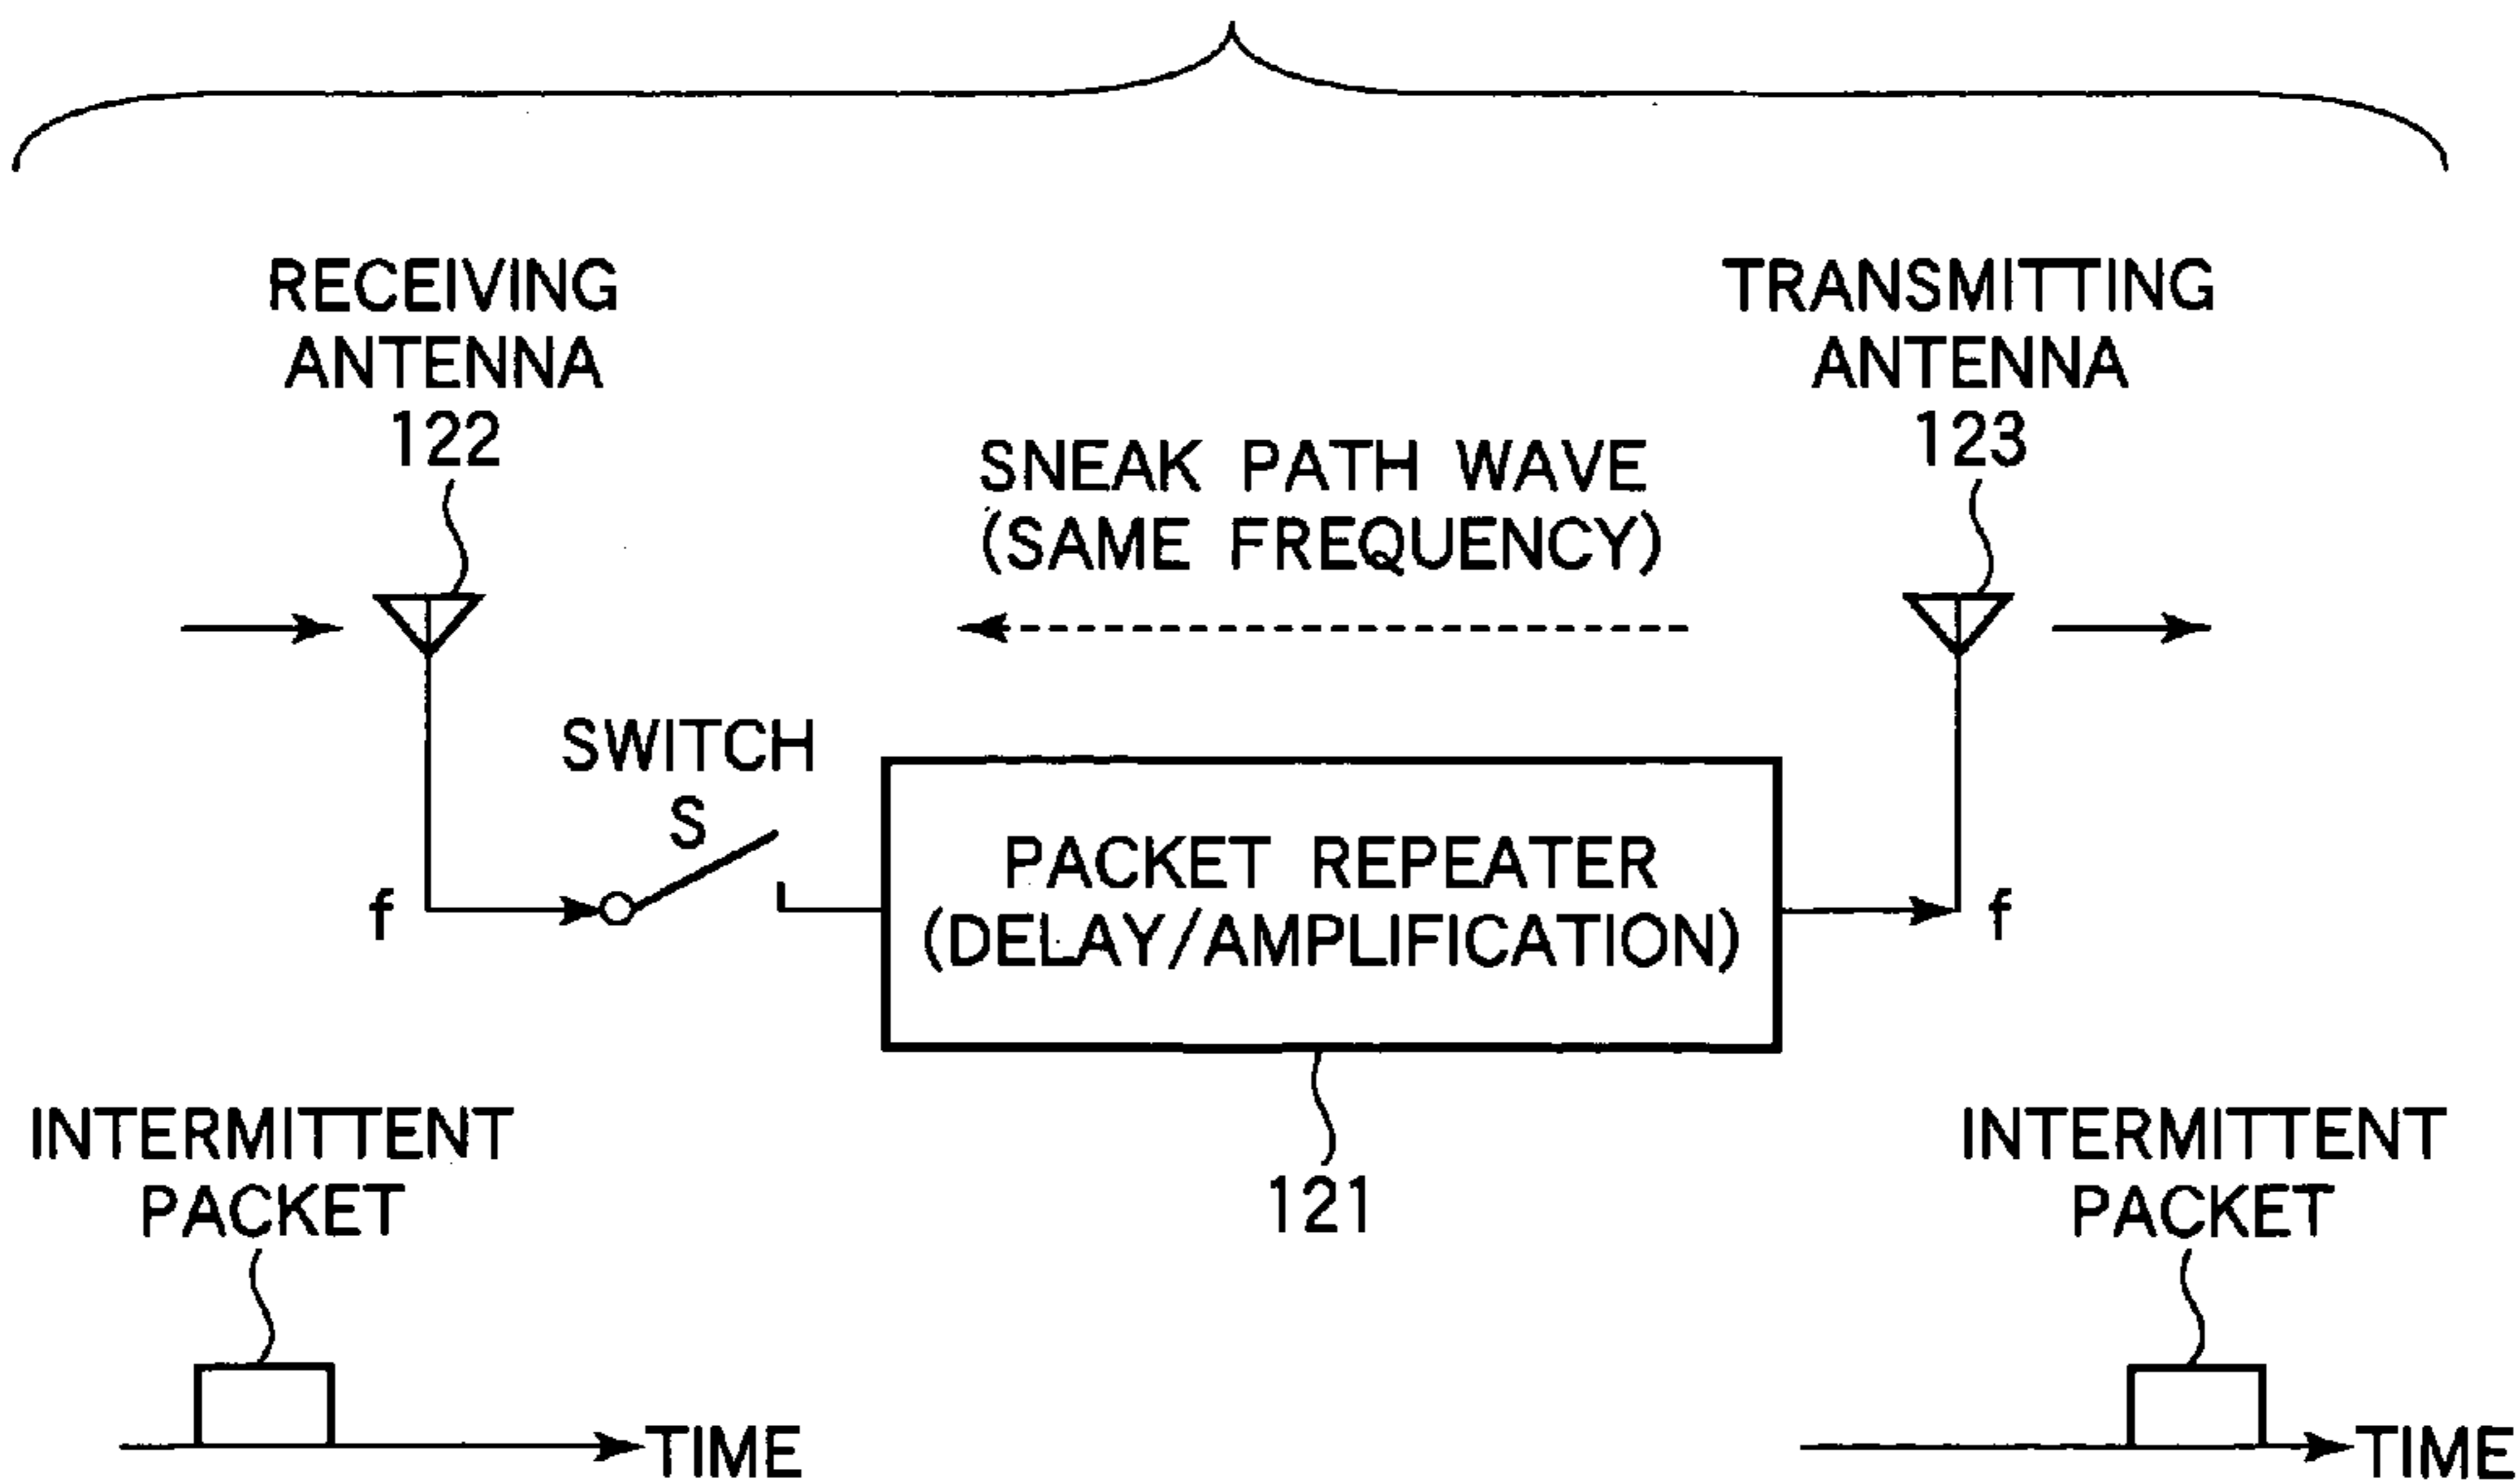 RECEIVING
ANTENNA
122
TRANSMITTING
ANTENNA
123
SNEAK PATH WAVE
(SAME FREQUENCY)
SWITCH
S
f
PACKET REPEATER
(DELAY/AMPLIFICATION)
f
121
INTERMITTENT
PACKET
TIME
INTERMITTENT
PACKET
TIME